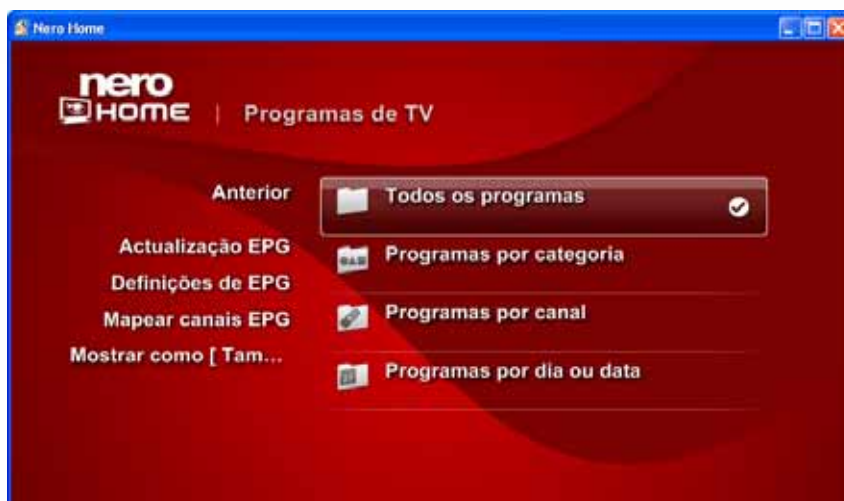 Nero Home
nero
HOME | Programas de TV
Anterior
Actualização EPG
Definições de EPG
Mapear canais EPG
Mostrar como [ Tam...
Todos os programas
Programas por categoria
Programas por canal
Programas por dia ou data